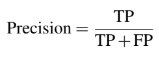 Precision = TP / TP + FP